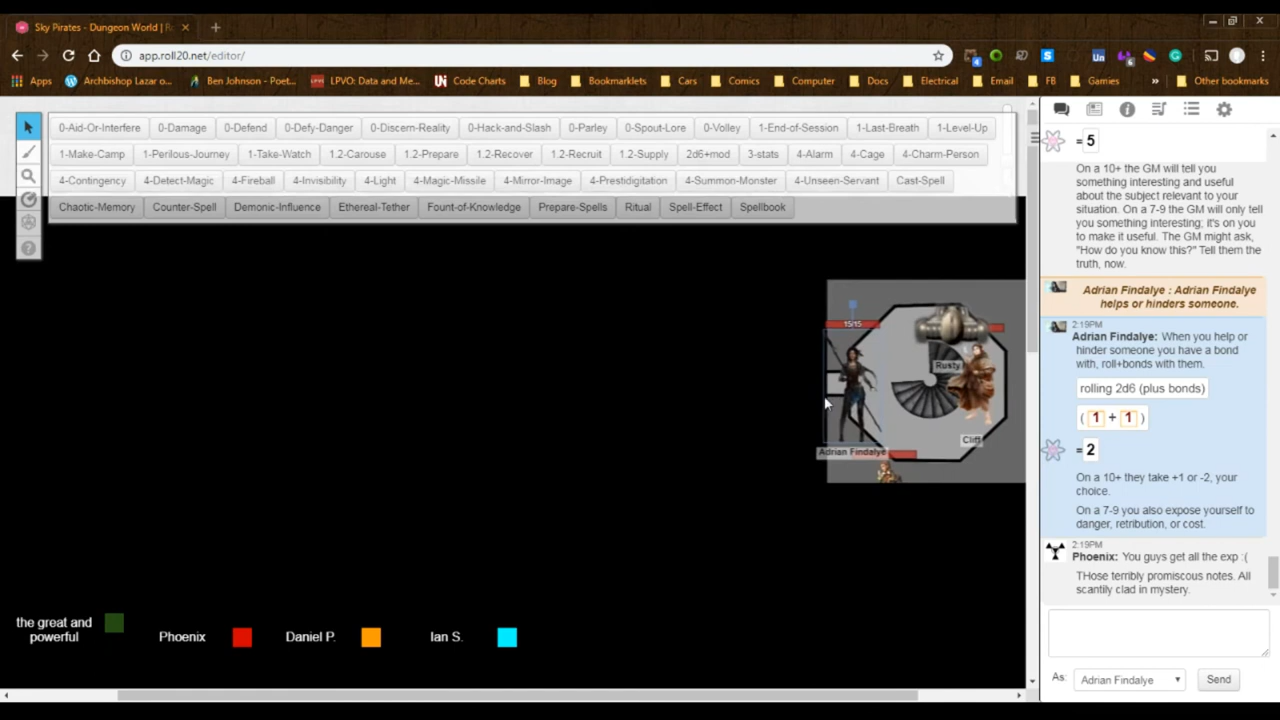 Sky Pirates - Dungeon World |
app.roll20.net/editor/
Apps
Archbishop Lazar o...
Ben Johnson - Poet...
LPVO: Data and Me...
Code Charts
Blog
Bookmarklets
Cars
Comics
Computer
Docs
Electrical
Email
FB
Games
»
Other bookmarks
0-Aid-Or-Interfere 0-Damage 0-Defend 0-Defy-Danger 0-Discern-Reality 0-Hack-and-Slash 0-Parley 0-Spout-Lore 0-Volley 1-End-of-Session 1-Last-Breath 1-Level-Up
1-Make-Camp 1-Perilous-Journey 1-Take-Watch 1.2-Carouse 1.2-Prepare 1.2-Recover 1.2-Recruit 1.2-Supply 2d6+mod 3-stats 4-Alarm 4-Cage 4-Charm-Person
4-Contingency 4-Detect-Magic 4-Fireball 4-Invisibility 4-Light 4-Magic-Missile 4-Mirror-Image 4-Prestidigitation 4-Summon-Monster 4-Unseen-Servant Cast-Spell
Chaotic-Memory Counter-Spell Demonic-Influence Ethereal-Tether Fount-of-Knowledge Prepare-Spells Ritual Spell-Effect Spellbook
15/15
Rusty
Cliff
Adrian Findalye
the great and
powerful
Phoenix
Daniel P.
Ian S.
= 5
On a 10+ the GM will tell you
something interesting and useful
about the subject relevant to your
situation. On a 7-9 the GM will only tell
you something interesting; it's on you
to make it useful. The GM might ask,
"How do you know this?" Tell them the
truth, now.
Adrian Findalye : Adrian Findalye
helps or hinders someone.
2:19PM
Adrian Findalye: When you help or
hinder someone you have a bond
with, roll+bonds with them.
rolling 2d6 (plus bonds)
( 1 + 1 )
= 2
On a 10+ they take +1 or -2, your
choice.
On a 7-9 you also expose yourself to
danger, retribution, or cost.
2:19PM
Phoenix: You guys get all the exp :(
THose terribly promiscous notes. All
scantily clad in mystery.
As:
Adrian Findalye
Send